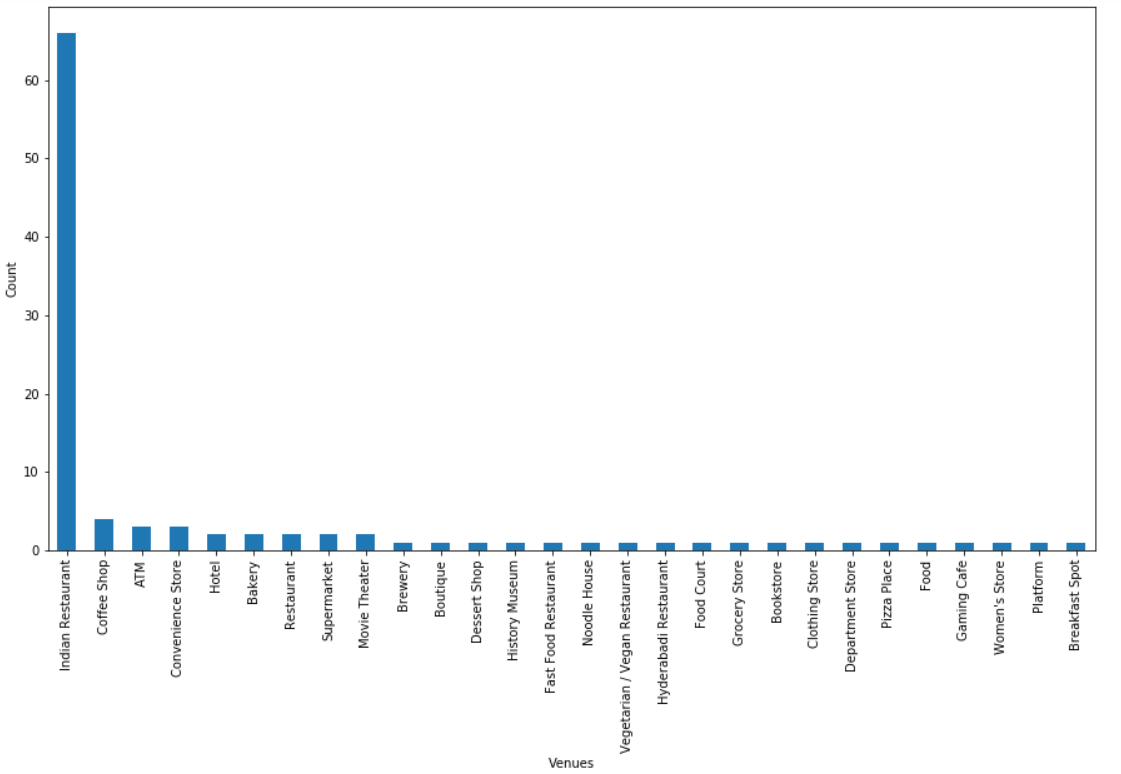 60
50
40
30
20
10
0
Count
Indian Restaurant
Coffee Shop
ATM
Convenience Store
Hotel
Bakery
Restaurant
Supermarket
Movie Theater
Brewery
Boutique
Dessert Shop
History Museum
Fast Food Restaurant
Noodle House
Vegetarian / Vegan Restaurant
Hyderabadi Restaurant
Food Court
Grocery Store
Bookstore
Clothing Store
Department Store
Pizza Place
Food
Gaming Cafe
Women's Store
Platform
Breakfast Spot
Venues